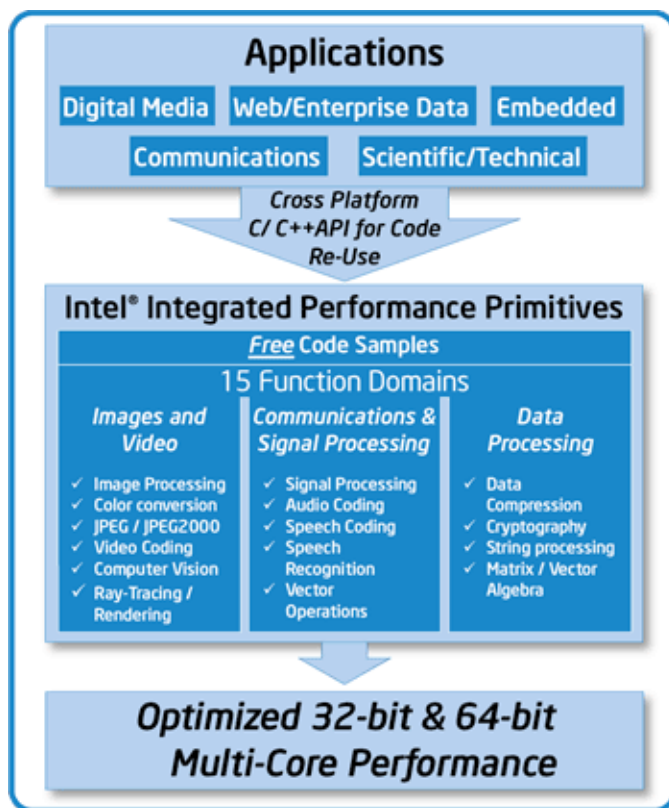 Applications
Digital Media
Web/Enterprise Data
Embedded
Communications
Scientific/Technical
Cross Platform
C/ C++API for Code
Re-Use
Intel® Integrated Performance Primitives
Free Code Samples
15 Function Domains
Images and
Video
✓ Image Processing
✓ Color conversion
✓ JPEG / JPEG2000
✓ Video Coding
✓ Computer Vision
✓ Ray-Tracing /
Rendering
Communications &
Signal Processing
✓ Signal Processing
✓ Audio Coding
✓ Speech Coding
✓ Speech
Recognition
✓ Vector
Operations
Data
Processing
✓ Data
Compression
✓ Cryptography
✓ String processing
✓ Matrix / Vector
Algebra
Optimized 32-bit & 64-bit
Multi-Core Performance